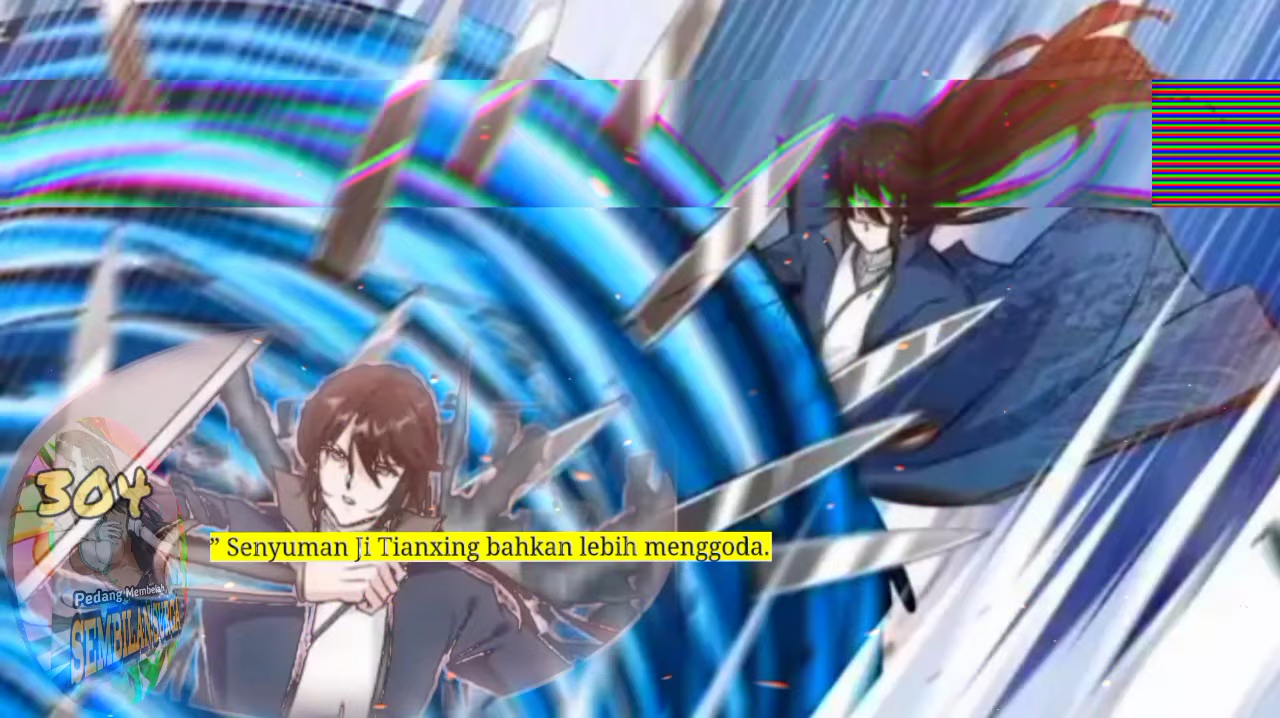 304
” Senyuman Ji Tianxing bahkan lebih menggoda.
Pedang Membelah
SEMBILAN SURGA